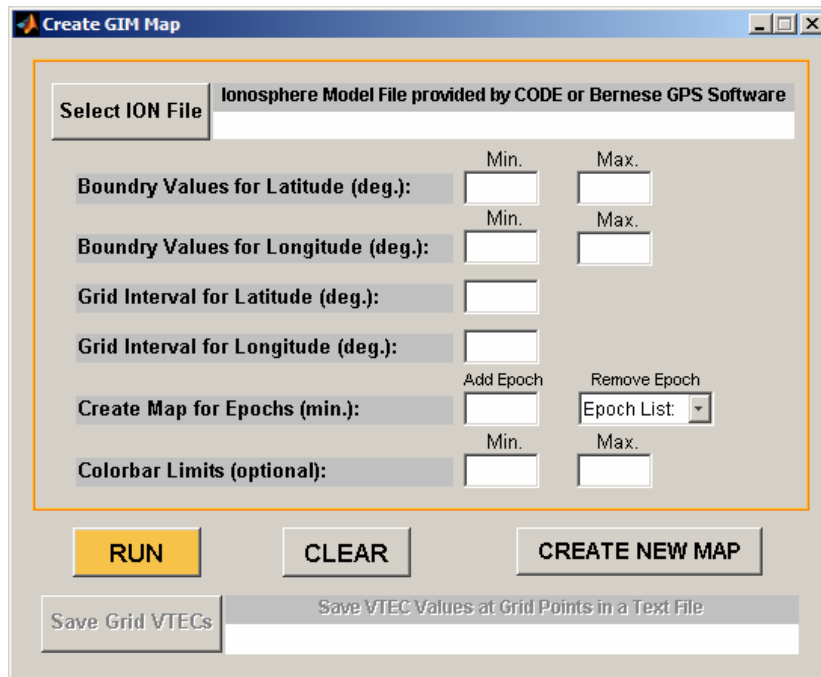 Create GIM Map
Select ION File
Ionosphere Model File provided by CODE or Bernese GPS Software
Min. Max.
Boundry Values for Latitude (deg.):
Min. Max.
Boundry Values for Longitude (deg.):
Grid Interval for Latitude (deg.):
Grid Interval for Longitude (deg.):
Add Epoch Remove Epoch
Create Map for Epochs (min.): Epoch List:
Min. Max.
Colorbar Limits (optional):
RUN CLEAR CREATE NEW MAP
Save Grid VTECs
Save VTEC Values at Grid Points in a Text File